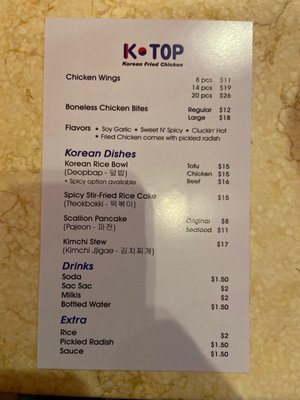 K•TOP
Korean Fried Chicken
Chicken Wings 8 pcs $11
14 pcs $19
20 pcs $26
Boneless Chicken Bites Regular $12
Large $18
Flavors • Soy Garlic • Sweet N' Spicy • Cluckin' Hot
• Fried Chicken comes with pickled radish
Korean Dishes
Korean Rice Bowl Tofu $15
(Deopbap - 덮밥) Chicken $15
• Spicy option available Beef $16
Spicy Stir-Fried Rice Cake $15
(Tteokbokki - 떡볶이)
Scallion Pancake Original $8
(Pajeon - 파전) Seafood $11
Kimchi Stew $17
(Kimchi Jjigae - 김치찌개)
Drinks
Soda $1.50
Sac Sac $2
Milkis $2
Bottled Water $1.50
Extra
Rice $2
Pickled Radish $1.50
Sauce $1.50